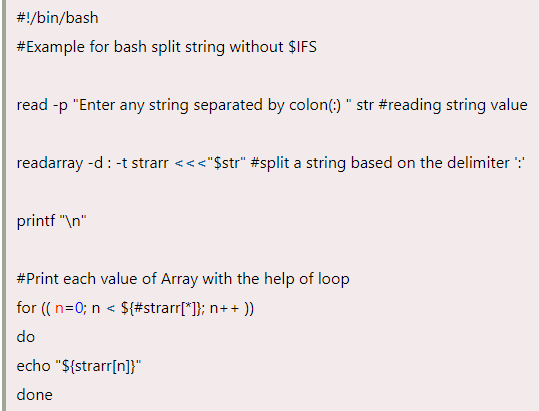 #!/bin/bash
#Example for bash split string without $IFS
read -p "Enter any string separated by colon(:) " str #reading string value
readarray -d : -t strarr <<<"$str" #split a string based on the delimiter ':'
printf "\n"
#Print each value of Array with the help of loop
for (( n=0; n < ${#strarr[*]}; n++ ))
do
echo "${strarr[n]}"
done